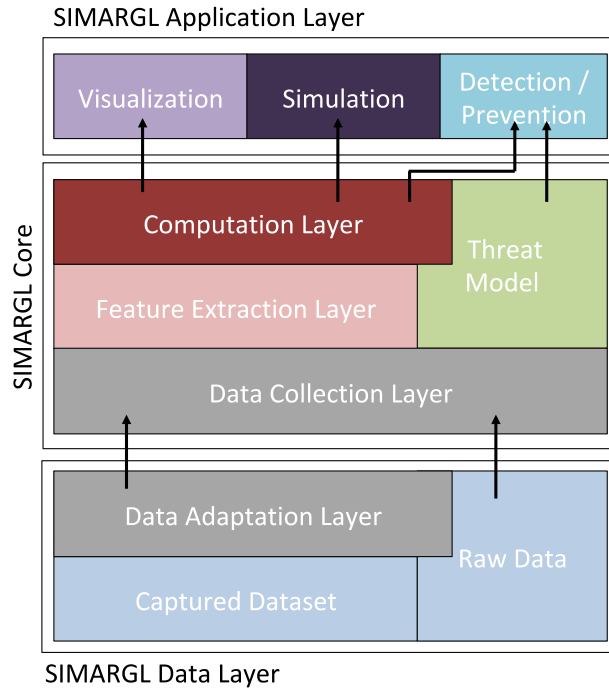 SIMARGL Application Layer
Visualization
Simulation
Detection /
Prevention
SIMARGL Core
Computation Layer
Threat
Model
Feature Extraction Layer
Data Collection Layer
Data Adaptation Layer
Raw Data
Captured Dataset
SIMARGL Data Layer